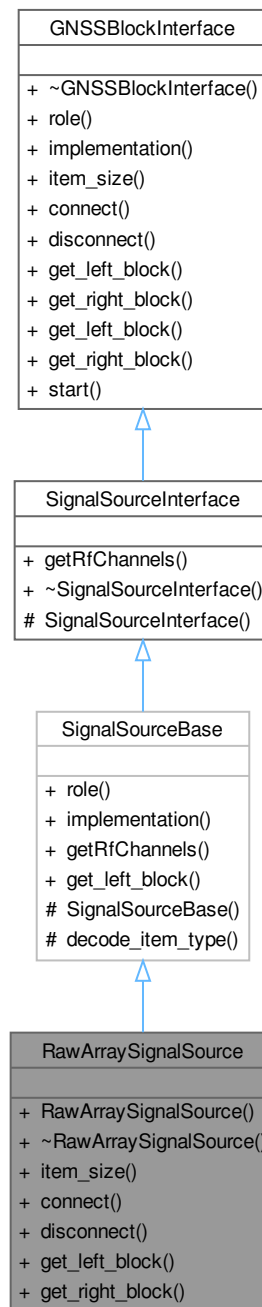 GNSSBlockInterface
+ ~GNSSBlockInterface()
+ role()
+ implementation()
+ item_size()
+ connect()
+ disconnect()
+ get_left_block()
+ get_right_block()
+ get_left_block()
+ get_right_block()
+ start()
SignalSourceInterface
+ getRfChannels()
+ ~SignalSourceInterface()
# SignalSourceInterface()
SignalSourceBase
+ role()
+ implementation()
+ getRfChannels()
+ get_left_block()
# SignalSourceBase()
# decode_item_type()
RawArraySignalSource
+ RawArraySignalSource()
+ ~RawArraySignalSource()
+ item_size()
+ connect()
+ disconnect()
+ get_left_block()
+ get_right_block()